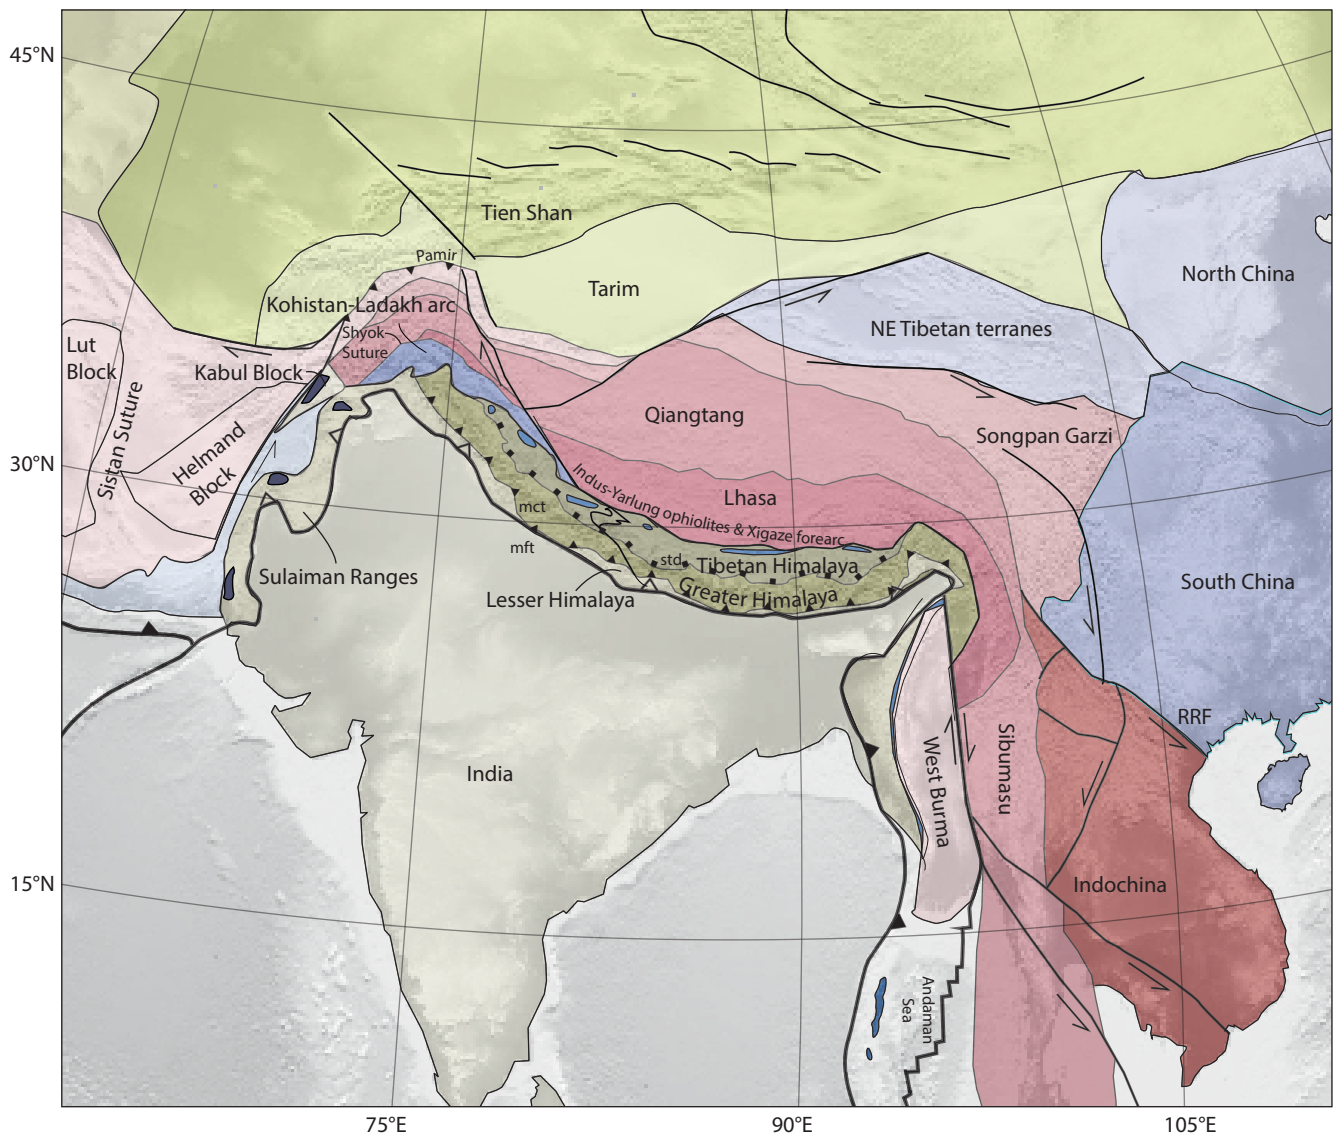 45°N
30°N
15°N
75°E
90°E
105°E
Tien Shan
Pamir
Tarim
North China
Kohistan-Ladakh arc
NE Tibetan terranes
Shyok
Suture
Lut
Block
Kabul Block
Sistan Suture
Helmand
Block
Qiangtang
Songpan Garzi
Lhasa
Indus-Yarlung ophiolites & Xigaze forearc
mct
mft
std
Tibetan Himalaya
Greater Himalaya
Lesser Himalaya
Sulaiman Ranges
South China
RRF
India
West Burma
Sibumasu
Indochina
Andaman
Sea